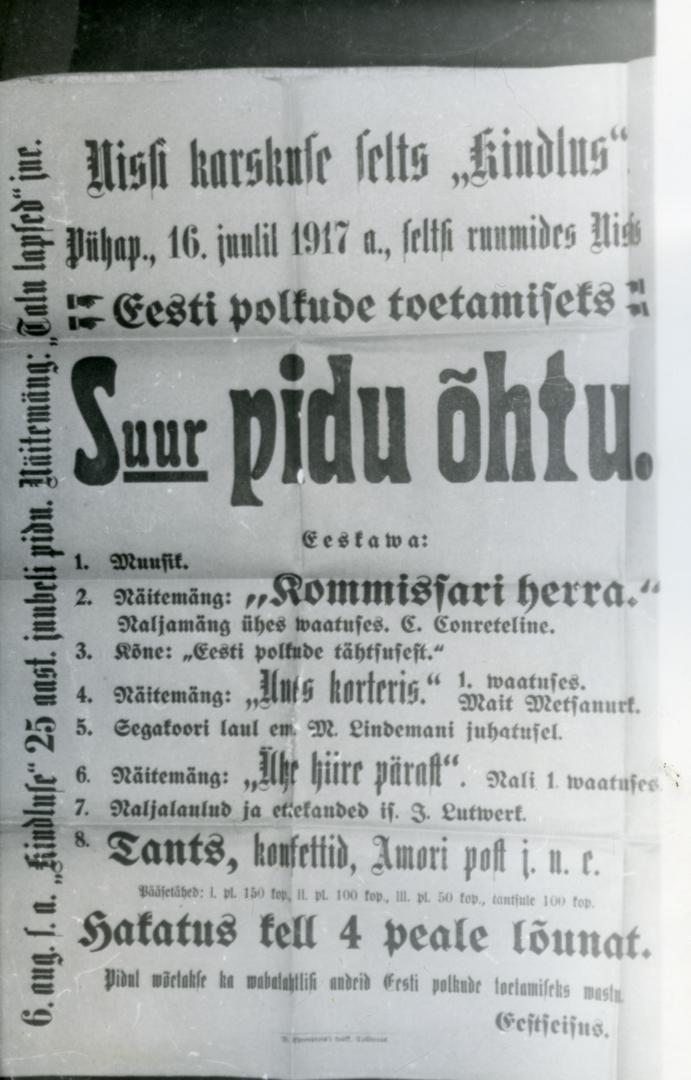 Nissi karskuse selts „Kindlus“
Pühap., 16. juulil 1917 a., seltsi ruumides Nissis
Eesti polkude toetamiseks
Suur pidu õhtu.
Eeskawa:
1. Muusik.
2. Näitemäng: „Kommissari herra.“
Naljamäng ühes waatuses. C. Conreteline.
3. Kõne: „Eesti polkude tähtsusest.“
4. Näitemäng: „Uues korteris.“ 1. waatuses.
Mait Metsanurk.
5. Segakoori laul em. M. Lindemani juhatusel.
6. Näitemäng: „Ühe hiire pärast“. Nali 1. waatuses
7. Naljalaulud ja etekanded is. J. Lutwerk.
8. Tants, konfettid, Amori post j. n. e.
Pääsetähed: I. pl. 150 kop., II. pl. 100 kop., III. pl. 50 kop., tantsule 100 kop.
Hakatus kell 4 peale lõunat.
Pidul wõetakse ka wabatahtlisi andeid Eesti polkude toetamiseks wastu.
Eestseisus.
6. aug. s. a. „Kindluse“ 25 aast. juubeli pidu. Näitemäng: „Talu lapsed“ jne.